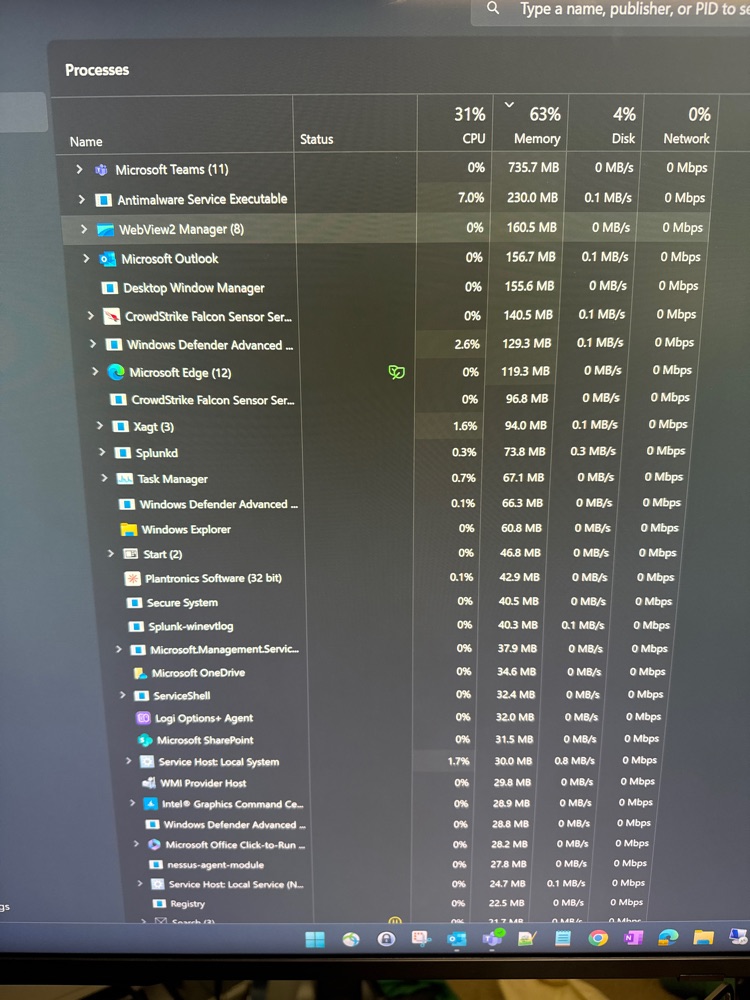 Type a name, publisher, or PID to se
Processes
31% 63% 4% 0%
Name Status CPU Memory Disk Network
Microsoft Teams (11) 0% 735.7 MB 0 MB/s 0 Mbps
Antimalware Service Executable 7.0% 230.0 MB 0.1 MB/s 0 Mbps
WebView2 Manager (8) 0% 160.5 MB 0 MB/s 0 Mbps
Microsoft Outlook 0% 156.7 MB 0.1 MB/s 0 Mbps
Desktop Window Manager 0% 155.6 MB 0 MB/s 0 Mbps
CrowdStrike Falcon Sensor Ser... 0% 140.5 MB 0.1 MB/s 0 Mbps
Windows Defender Advanced ... 2.6% 129.3 MB 0.1 MB/s 0 Mbps
Microsoft Edge (12) 0% 119.3 MB 0 MB/s 0 Mbps
CrowdStrike Falcon Sensor Ser... 0% 96.8 MB 0 MB/s 0 Mbps
Xagt (3) 1.6% 94.0 MB 0.1 MB/s 0 Mbps
Splunkd 0.3% 73.8 MB 0.3 MB/s 0 Mbps
Task Manager 0.7% 67.1 MB 0 MB/s 0 Mbps
Windows Defender Advanced ... 0.1% 66.3 MB 0 MB/s 0 Mbps
Windows Explorer 0% 60.8 MB 0 MB/s 0 Mbps
Start (2) 0% 46.8 MB 0 MB/s 0 Mbps
Plantronics Software (32 bit) 0.1% 42.9 MB 0 MB/s 0 Mbps
Secure System 0% 40.5 MB 0 MB/s 0 Mbps
Splunk-winevtlog 0% 40.3 MB 0.1 MB/s 0 Mbps
Microsoft.Management.Servic... 0% 37.9 MB 0 MB/s 0 Mbps
Microsoft OneDrive 0% 34.6 MB 0 MB/s 0 Mbps
ServiceShell 0% 32.4 MB 0 MB/s 0 Mbps
Logi Options+ Agent 0% 32.0 MB 0 MB/s 0 Mbps
Microsoft SharePoint 0% 31.5 MB 0 MB/s 0 Mbps
Service Host: Local System 1.7% 30.0 MB 0.8 MB/s 0 Mbps
WMI Provider Host 0% 29.8 MB 0 MB/s 0 Mbps
Intel® Graphics Command Ce... 0% 28.9 MB 0 MB/s 0 Mbps
Windows Defender Advanced ... 0% 28.8 MB 0 MB/s 0 Mbps
Microsoft Office Click-to-Run ... 0% 28.2 MB 0 MB/s 0 Mbps
nessus-agent-module 0% 27.8 MB 0 MB/s 0 Mbps
Service Host: Local Service (N... 0% 24.7 MB 0.1 MB/s 0 Mbps
Registry 0% 22.5 MB 0 MB/s 0 Mbps
gs
Search (3) 0% 21.7 MB 0 MB/s 0 Mbps